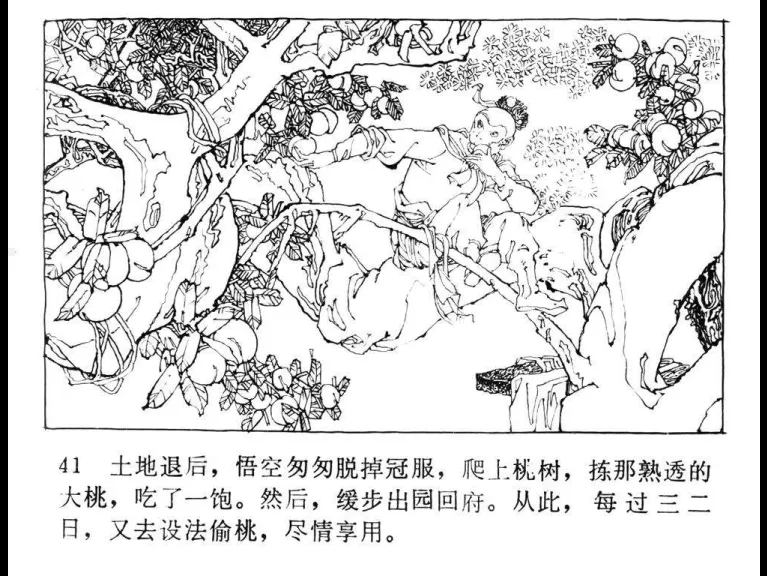 41 土地退后，悟空匆匆脱掉冠服，爬上桃树，拣那熟透的
大桃，吃了一饱。然后，缓步出园回府。从此，每过三二
日，又去设法偷桃，尽情享用。